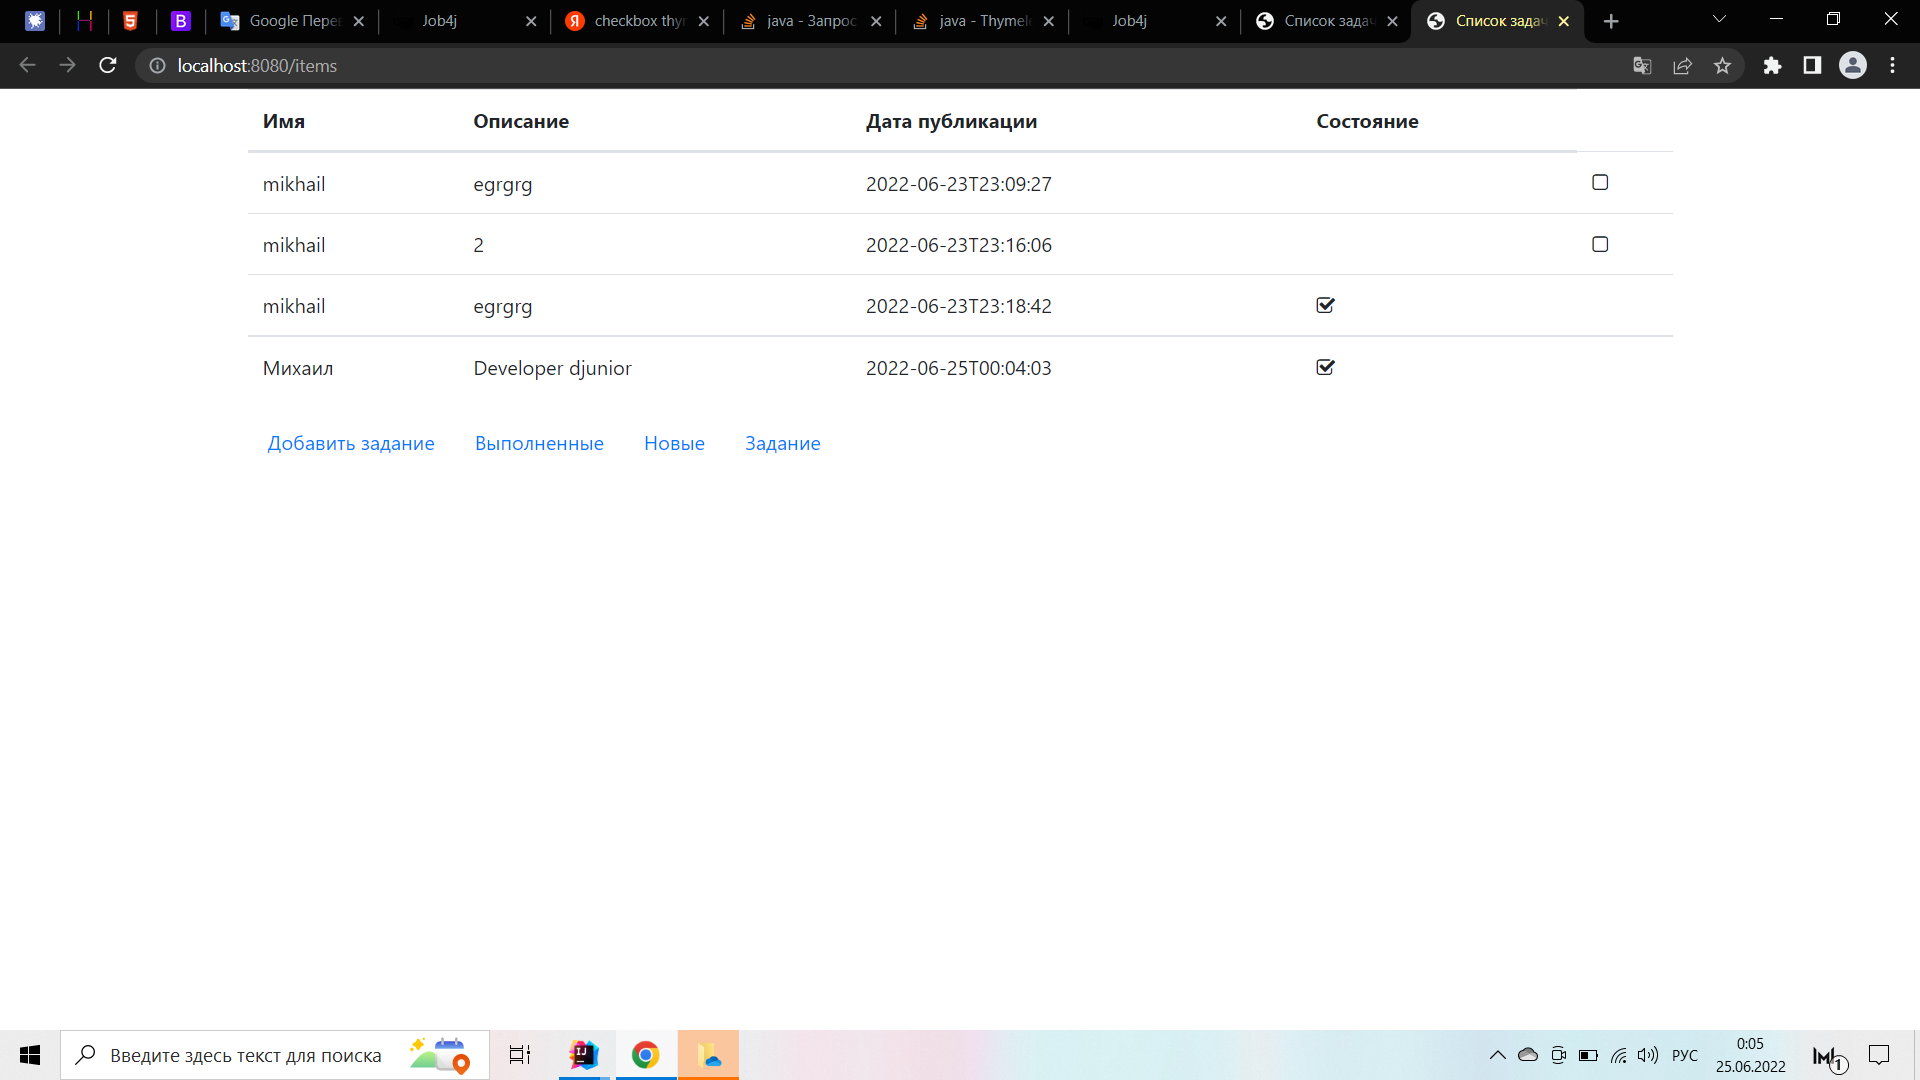 Google Пере
Job4j
checkbox thy
java - Запрос
java - Thymele
Job4j
Список задач
Список задач
localhost:8080/items
Имя Описание Дата публикации Состояние
mikhail egrgrg 2022-06-23T23:09:27
mikhail 2 2022-06-23T23:16:06
mikhail egrgrg 2022-06-23T23:18:42
Михаил Developer djunior 2022-06-25T00:04:03
Добавить задание Выполненные Новые Задание
Введите здесь текст для поиска
РУС
0:05
25.06.2022
1